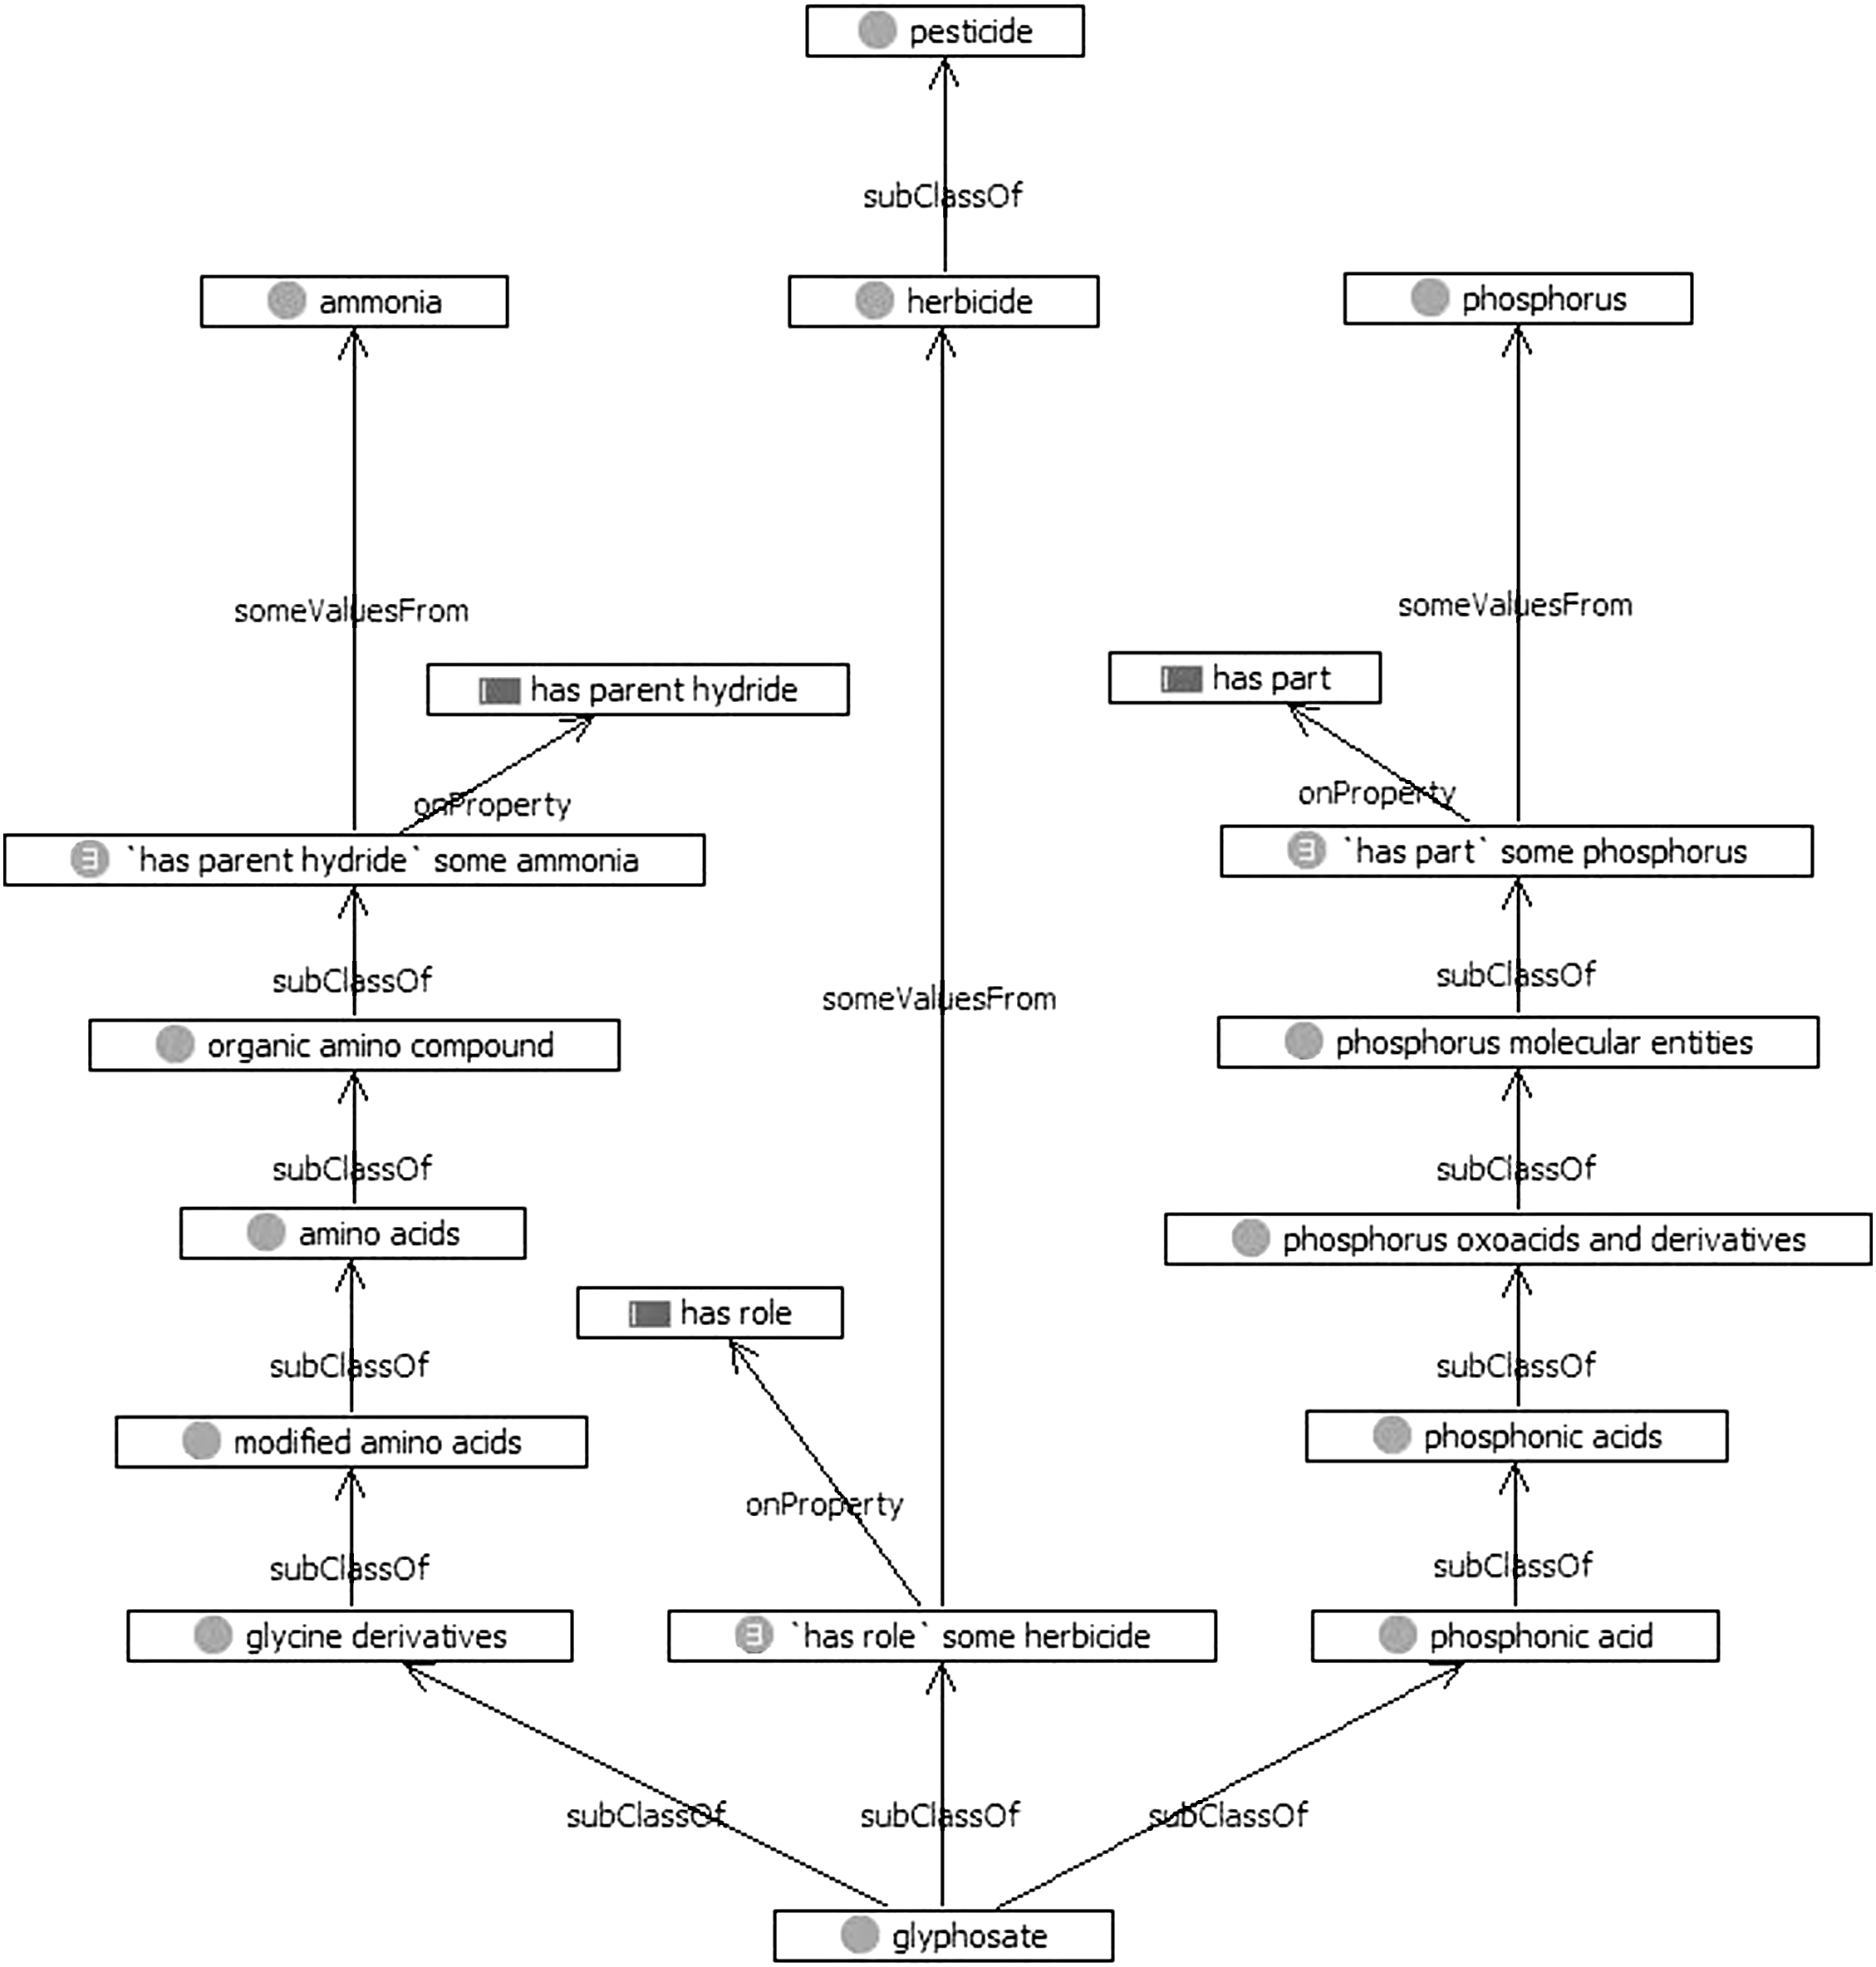 pesticide
subClassOf
ammonia
herbicide
phosphorus
someValuesFrom
someValuesFrom
has parent hydride
has part
onProperty
onProperty
∃ `has parent hydride` some ammonia
∃ `has part` some phosphorus
subClassOf
subClassOf
someValuesFrom
organic amino compound
phosphorus molecular entities
subClassOf
subClassOf
amino acids
phosphorus oxoacids and derivatives
has role
subClassOf
subClassOf
modified amino acids
phosphonic acids
onProperty
subClassOf
subClassOf
glycine derivatives
∃ `has role` some herbicide
phosphonic acid
subClassOf
subClassOf
subClassOf
glyphosate